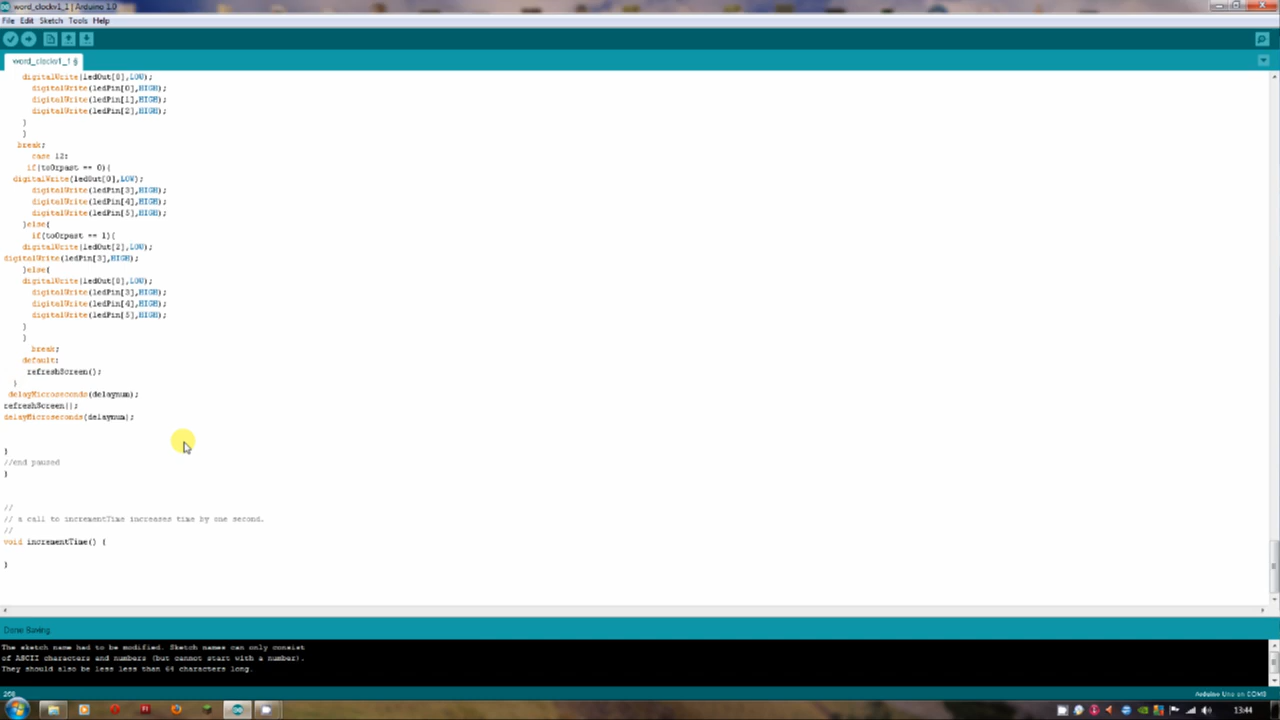 word_clockv1_1 | Arduino 1.0
File Edit Sketch Tools Help
word_clockv1_1 §
digitalWrite(ledOut[0],LOW);
digitalWrite(ledPin[0],HIGH);
digitalWrite(ledPin[1],HIGH);
digitalWrite(ledPin[2],HIGH);
}
}
break;
case 12:
if(toOrpast == 0){
digitalWrite(ledOut[0],LOW);
digitalWrite(ledPin[3],HIGH);
digitalWrite(ledPin[4],HIGH);
digitalWrite(ledPin[5],HIGH);
}else{
if(toOrpast == 1){
digitalWrite(ledOut[2],LOW);
digitalWrite(ledPin[3],HIGH);
}else{
digitalWrite(ledOut[0],LOW);
digitalWrite(ledPin[3],HIGH);
digitalWrite(ledPin[4],HIGH);
digitalWrite(ledPin[5],HIGH);
}
}
break;
default:
refreshScreen();
}
delayMicroseconds(delaynum);
refreshScreen();
delayMicroseconds(delaynum);
}
//end paused
}
//
// a call to incrementTime increases time by one second.
//
void incrementTime() {
}
Done Saving
The sketch name had to be modified. Sketch names can only consist
of ASCII characters and numbers (but cannot start with a number).
They should also be less less than 64 characters long.
Arduino Uno on COM8
13:44